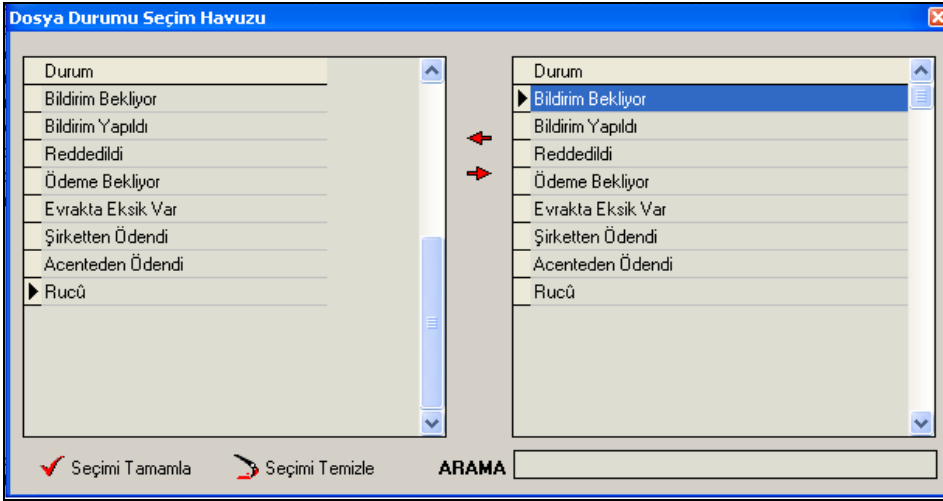 Dosya Durumu Seçim Havuzu
Durum
Bildirim Bekliyor
Bildirim Yapıldı
Reddedildi
Ödeme Bekliyor
Evrakta Eksik Var
Şirketten Ödendi
Acenteden Ödendi
Rucû
Durum
Bildirim Bekliyor
Bildirim Yapıldı
Reddedildi
Ödeme Bekliyor
Evrakta Eksik Var
Şirketten Ödendi
Acenteden Ödendi
Rucû
Seçimi Tamamla
Seçimi Temizle
ARAMA